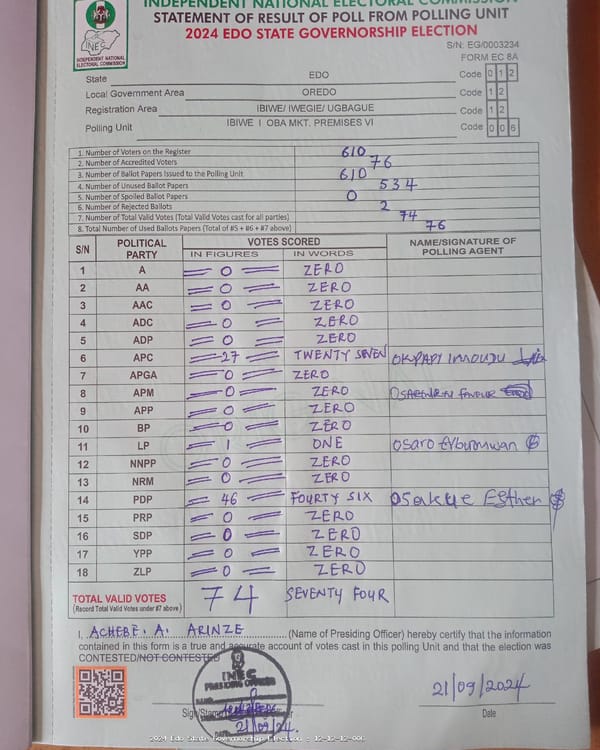 INDEPENDENT NATIONAL ELECTORAL COMMISSION
STATEMENT OF RESULT OF POLL FROM POLLING UNIT
2024 EDO STATE GOVERNORSHIP ELECTION
INEC
INDEPENDENT NATIONAL ELECTORAL COMMISSION
S/N: EG/0003234
FORM EC 8A
State EDO Code 0 1 2
Local Government Area OREDO Code 1 2
Registration Area IBIWE/ IWEGIE/ UGBAGUE Code 1 2
Polling Unit IBIWE I OBA MKT. PREMISES VI Code 0 0 6
1. Number of Voters on the Register 610
2. Number of Accredited Voters 76
3. Number of Ballot Papers Issued to the Polling Unit 610
4. Number of Unused Ballot Papers 534
5. Number of Spoiled Ballot Papers 0
6. Number of Rejected Ballots 2
7. Number of Total Valid Votes (Total Valid Votes cast for all parties) 74
8. Total Number of Used Ballots Papers (Total of #5 + #6 + #7 above) 76
S/N POLITICAL PARTY VOTES SCORED NAME/SIGNATURE OF POLLING AGENT
IN FIGURES IN WORDS
1 A 0 ZERO
2 AA 0 ZERO
3 AAC 0 ZERO
4 ADC 0 ZERO
5 ADP 0 ZERO
6 APC 27 TWENTY SEVEN
7 APGA 0 ZERO
8 APM 0 ZERO
9 APP 0 ZERO
10 BP 0 ZERO
11 LP 1 ONE Osaro
12 NNPP 0 ZERO
13 NRM 0 ZERO
14 PDP 46 FOURTY SIX Osakue Esther
15 PRP 0 ZERO
16 SDP 0 ZERO
17 YPP 0 ZERO
18 ZLP 0 ZERO
TOTAL VALID VOTES 74 SEVENTY FOUR
(Record Total Valid Votes under #7 above)
I, ACHEBE. A. ARINZE (Name of Presiding Officer) hereby certify that the information
contained in this form is a true and accurate account of votes cast in this polling Unit and that the election was
CONTESTED/NOT CONTESTED
INEC
PRESIDING OFFICER
21/09/24
21/09/2024
Date
2024 Edo State Governorship Election : 12-12-12-006